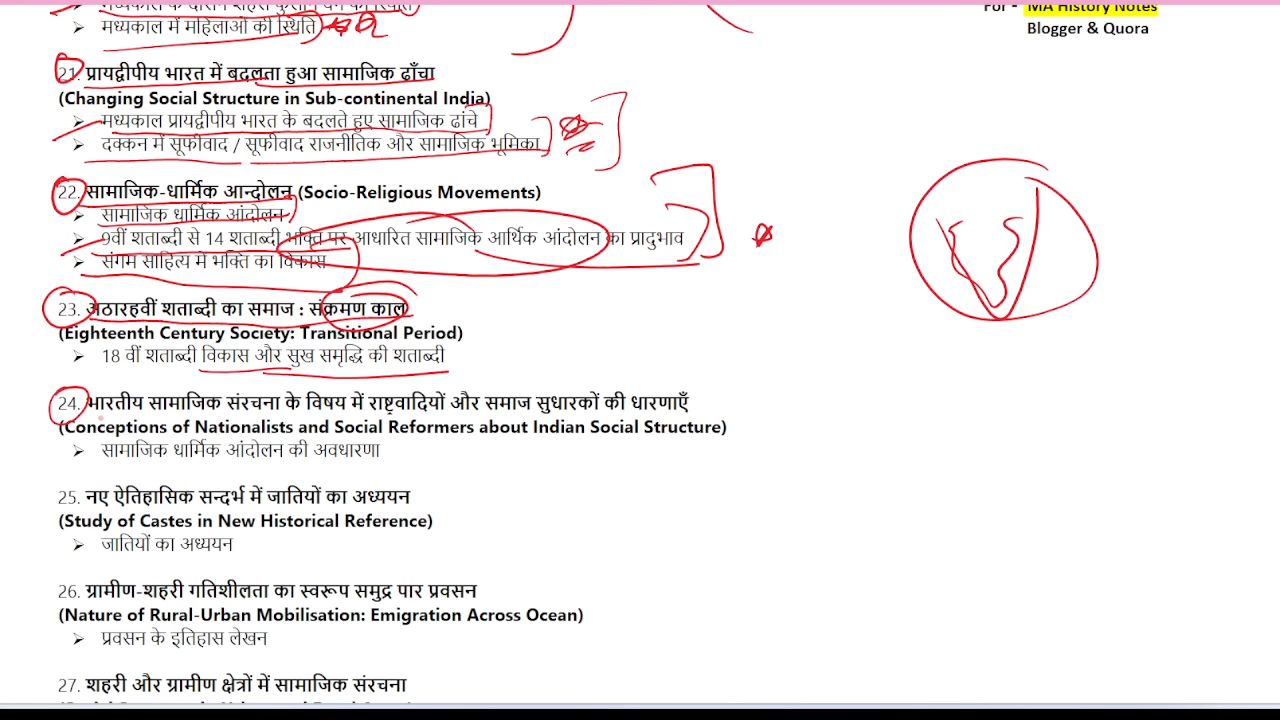 मध्यकाल के दौरान शहरी कुलीन वर्ग की स्थिति
For - MA History Notes
मध्यकाल में महिलाओं की स्थिति
Blogger & Quora
21. प्रायद्वीपीय भारत में बदलता हुआ सामाजिक ढाँचा
(Changing Social Structure in Sub-continental India)
मध्यकाल प्रायद्वीपीय भारत के बदलते हुए सामाजिक ढांचे
दक्कन में सूफीवाद / सूफीवाद राजनीतिक और सामाजिक भूमिका
22. सामाजिक-धार्मिक आन्दोलन (Socio-Religious Movements)
सामाजिक धार्मिक आंदोलन
9वीं शताब्दी से 14 शताब्दी भक्ति पर आधारित सामाजिक आर्थिक आंदोलन का प्रादुभाव
संगम साहित्य में भक्ति का विकास
23. अठारहवीं शताब्दी का समाज : संक्रमण काल
(Eighteenth Century Society: Transitional Period)
18 वीं शताब्दी विकास और सुख समृद्धि की शताब्दी
24. भारतीय सामाजिक संरचना के विषय में राष्ट्रवादियों और समाज सुधारकों की धारणाएँ
(Conceptions of Nationalists and Social Reformers about Indian Social Structure)
सामाजिक धार्मिक आंदोलन की अवधारणा
25. नए ऐतिहासिक सन्दर्भ में जातियों का अध्ययन
(Study of Castes in New Historical Reference)
जातियों का अध्ययन
26. ग्रामीण-शहरी गतिशीलता का स्वरूप समुद्र पार प्रवसन
(Nature of Rural-Urban Mobilisation: Emigration Across Ocean)
प्रवसन के इतिहास लेखन
27. शहरी और ग्रामीण क्षेत्रों में सामाजिक संरचना